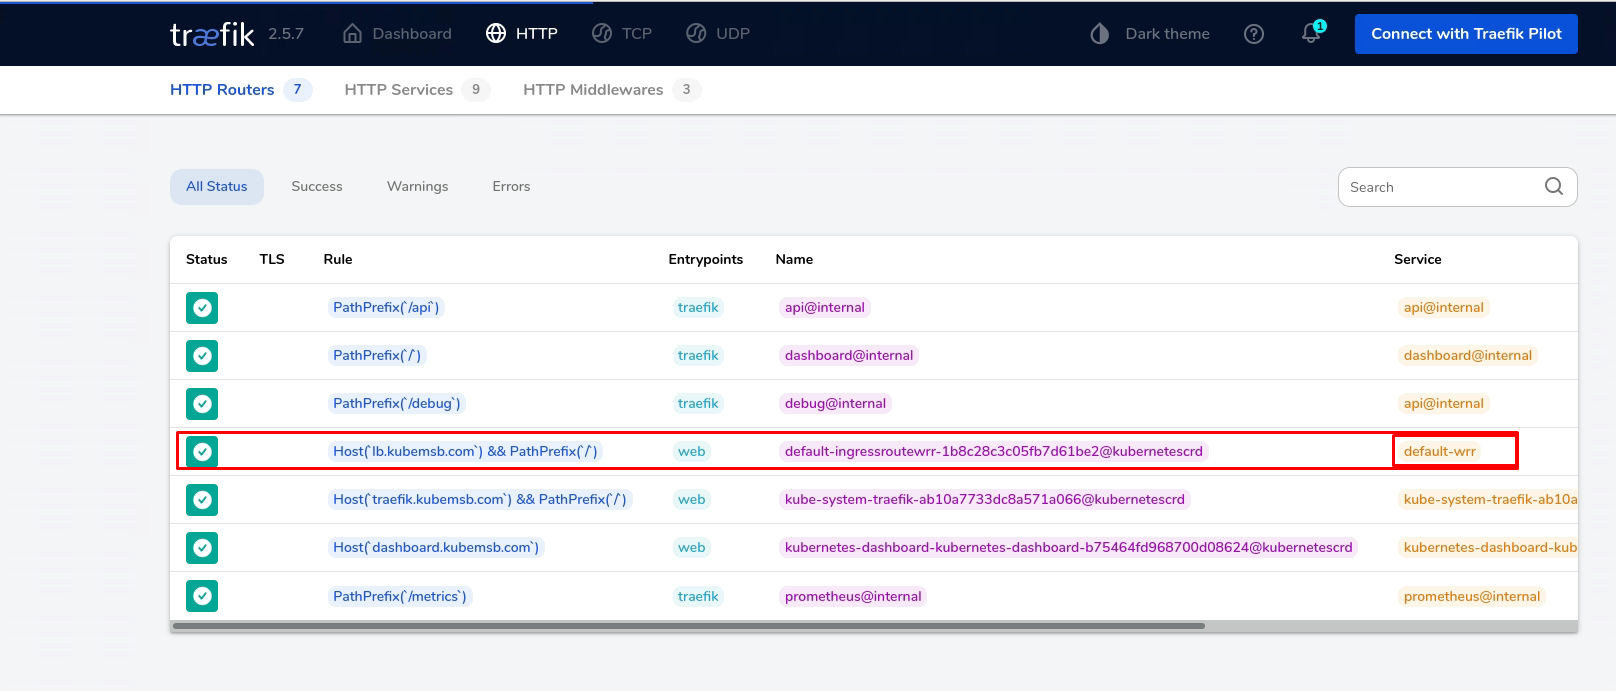 træfik 2.5.7 Dashboard HTTP TCP UDP Dark theme 1 Connect with Traefik Pilot
HTTP Routers 7 HTTP Services 9 HTTP Middlewares 3
All Status Success Warnings Errors Search
Status TLS Rule Entrypoints Name Service
PathPrefix(`/api`) traefik api@internal api@internal
PathPrefix(`/`) traefik dashboard@internal dashboard@internal
PathPrefix(`/debug`) traefik debug@internal api@internal
Host(`lb.kubemsb.com`) && PathPrefix(`/`) web default-ingressroutewrr-1b8c28c3c05fb7d61be2@kubernetescrd default-wrr
Host(`traefik.kubemsb.com`) && PathPrefix(`/`) web kube-system-traefik-ab10a7733dc8a571a066@kubernetescrd kube-system-traefik-ab10a
Host(`dashboard.kubemsb.com`) web kubernetes-dashboard-kubernetes-dashboard-b75464fd968700d08624@kubernetescrd kubernetes-dashboard-kub
PathPrefix(`/metrics`) traefik prometheus@internal prometheus@internal